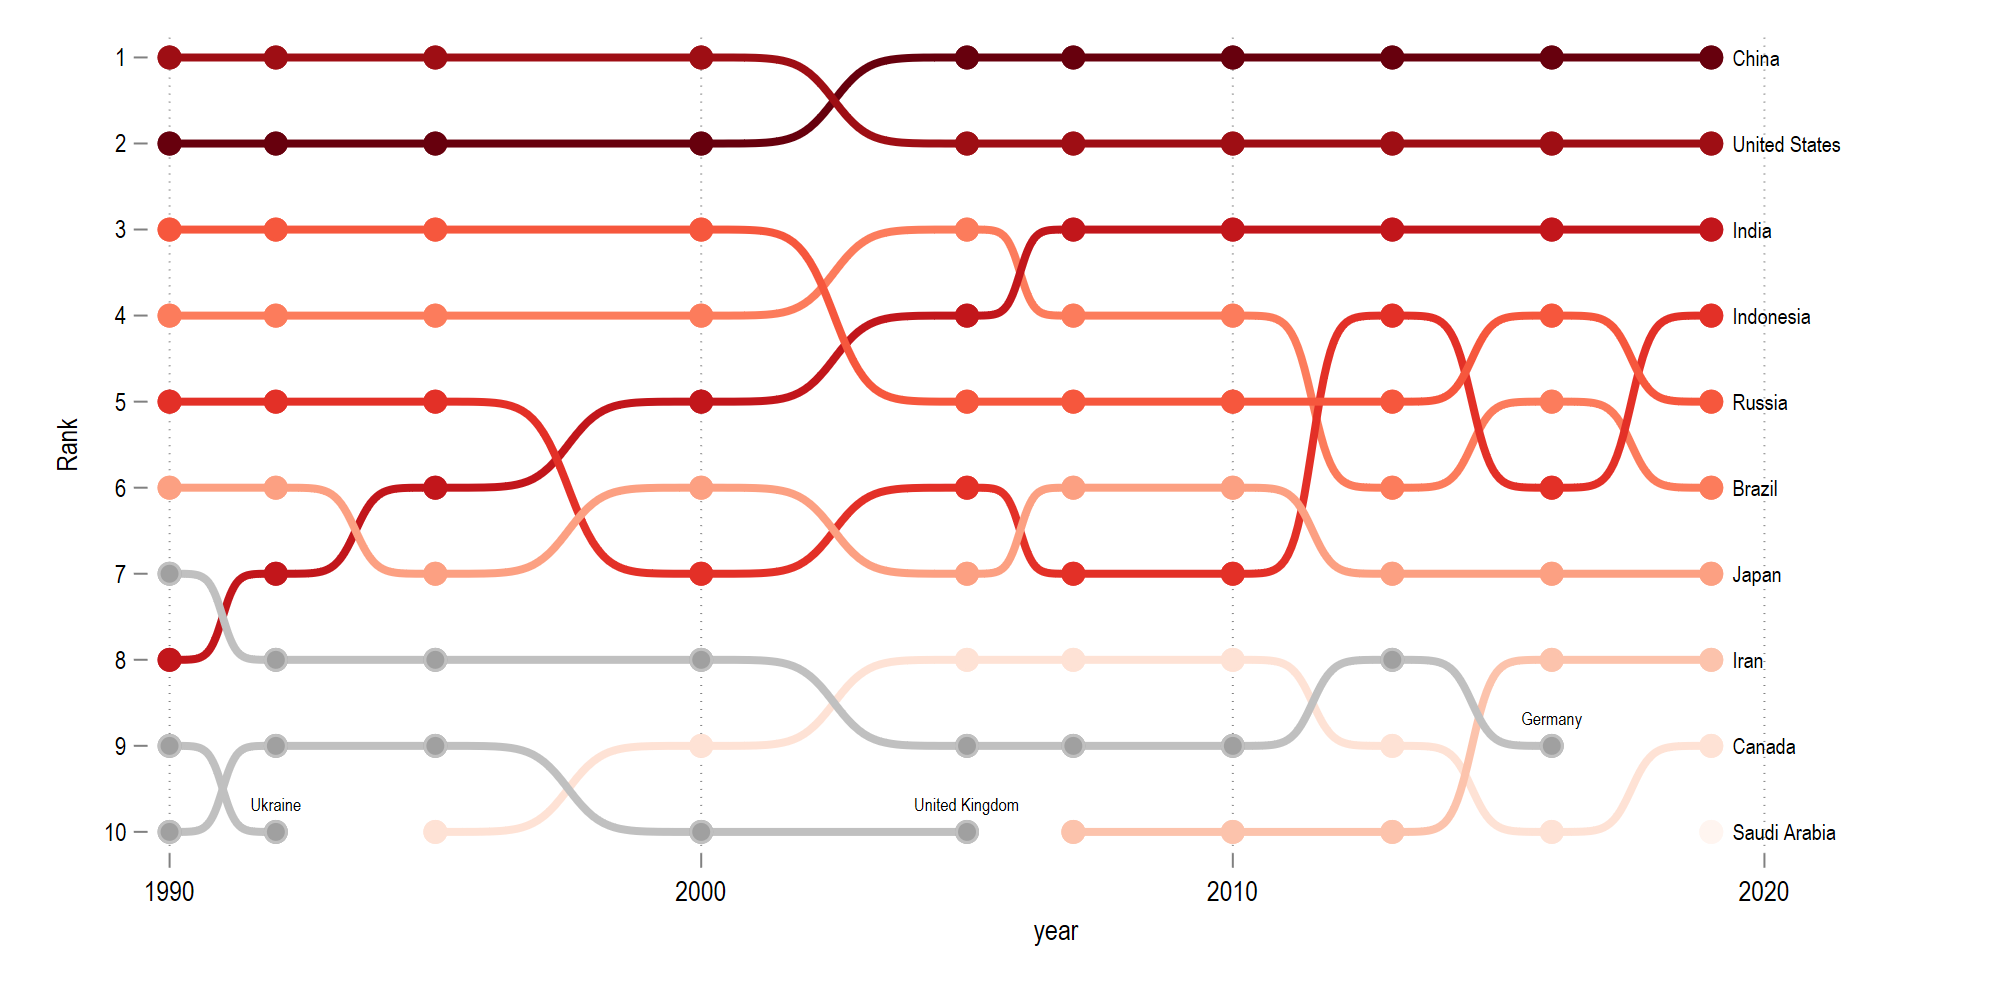 1
China
2
United States
3
India
4
Indonesia
5
Russia
Rank
6
Brazil
7
Japan
8
Iran
Germany
9
Canada
Ukraine
United Kingdom
10
Saudi Arabia
1990
2000
2010
2020
year